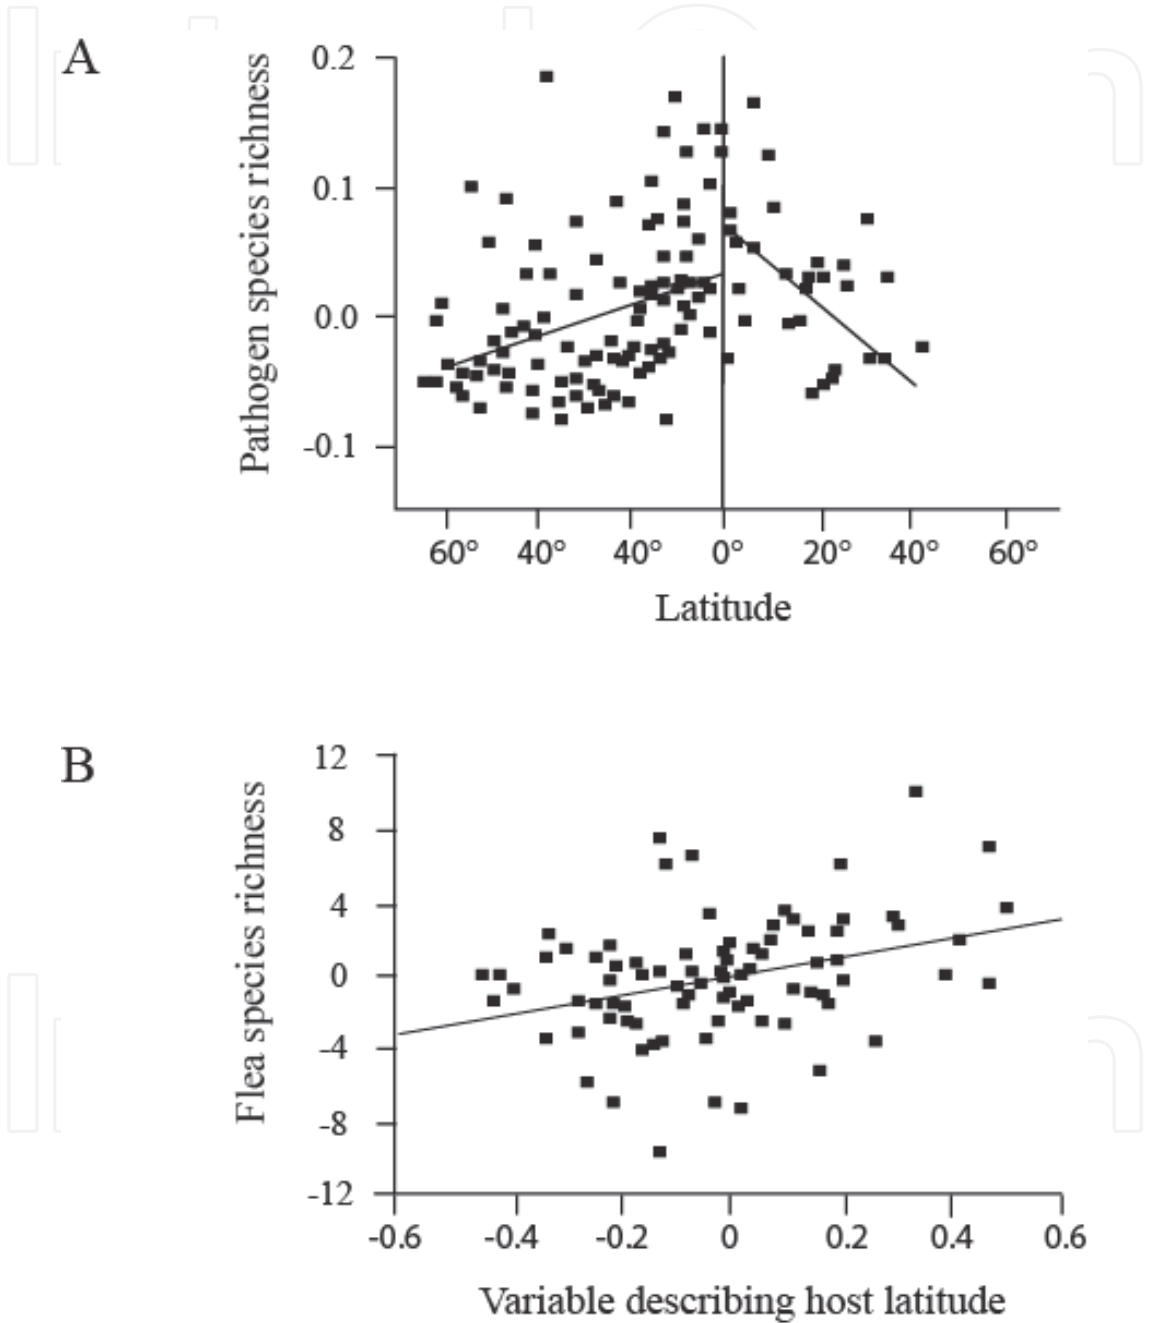 A
Pathogen species richness
0.2
0.1
0.0
-0.1
60° 40° 40° 0° 20° 40° 60°
Latitude
B
Flea species richness
12
8
4
0
-4
-8
-12
-0.6 -0.4 -0.2 0 0.2 0.4 0.6
Variable describing host latitude